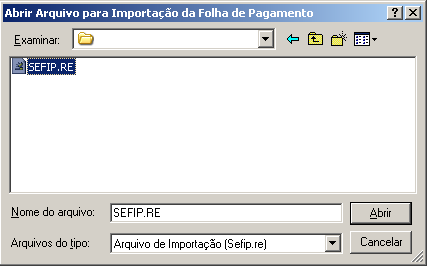 Abrir Arquivo para Importação da Folha de Pagamento
Examinar:
SEFIP.RE
Nome do arquivo: SEFIP.RE Abrir
Arquivos do tipo: Arquivo de Importação (Sefip.re) Cancelar